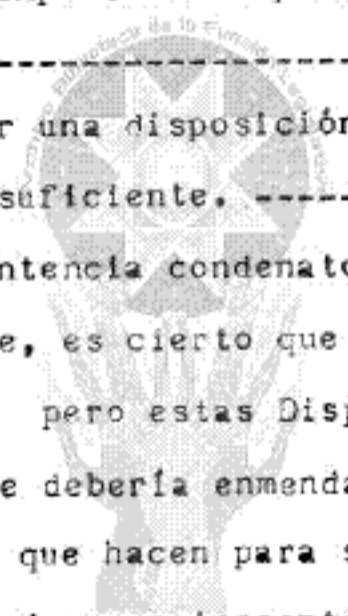 ---------------------
r una disposición
suficiente. -----
ntencia condenato
e, es cierto que
pero estas Disp
e debería enmenda
que hacen para s